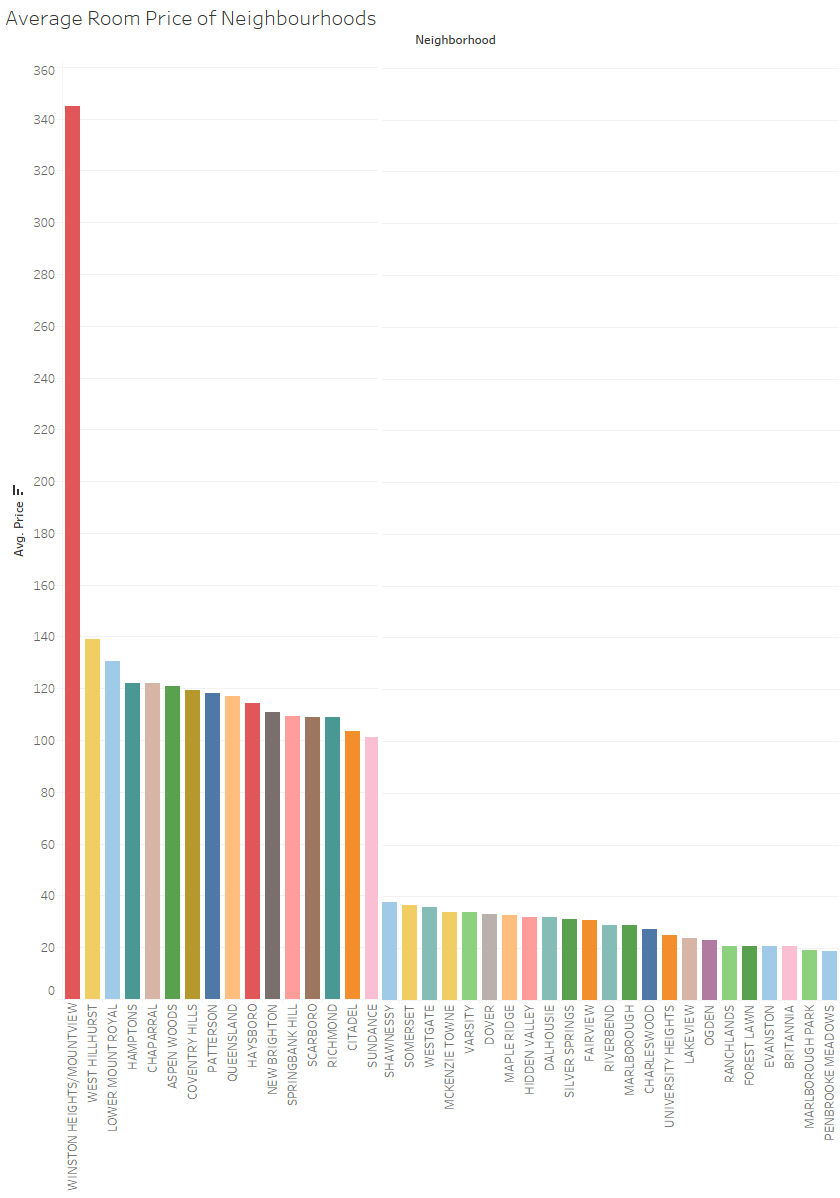 Average Room Price of Neighbourhoods
Neighborhood
360
340
320
300
280
260
240
220
200
180
160
140
120
100
80
60
40
20
0
Avg. Price
WINSTON HEIGHTS/MOUNTVIEW
WEST HILLHURST
LOWER MOUNT ROYAL
HAMPTONS
CHAPARRAL
ASPEN WOODS
COVENTRY HILLS
PATTERSON
QUEENSLAND
HAYSBORO
NEW BRIGHTON
SPRINGBANK HILL
SCARBORO
RICHMOND
CITADEL
SUNDANCE
SHAWNESSY
SOMERSET
WESTGATE
MCKENZIE TOWNE
VARSITY
DOVER
MAPLE RIDGE
HIDDEN VALLEY
DALHOUSIE
SILVER SPRINGS
FAIRVIEW
RIVERBEND
MARLBOROUGH
CHARLESWOOD
UNIVERSITY HEIGHTS
LAKEVIEW
OGDEN
RANCHLANDS
FOREST LAWN
EVANSTON
BRITANNIA
MARLBOROUGH PARK
PENBROOKE MEADOWS